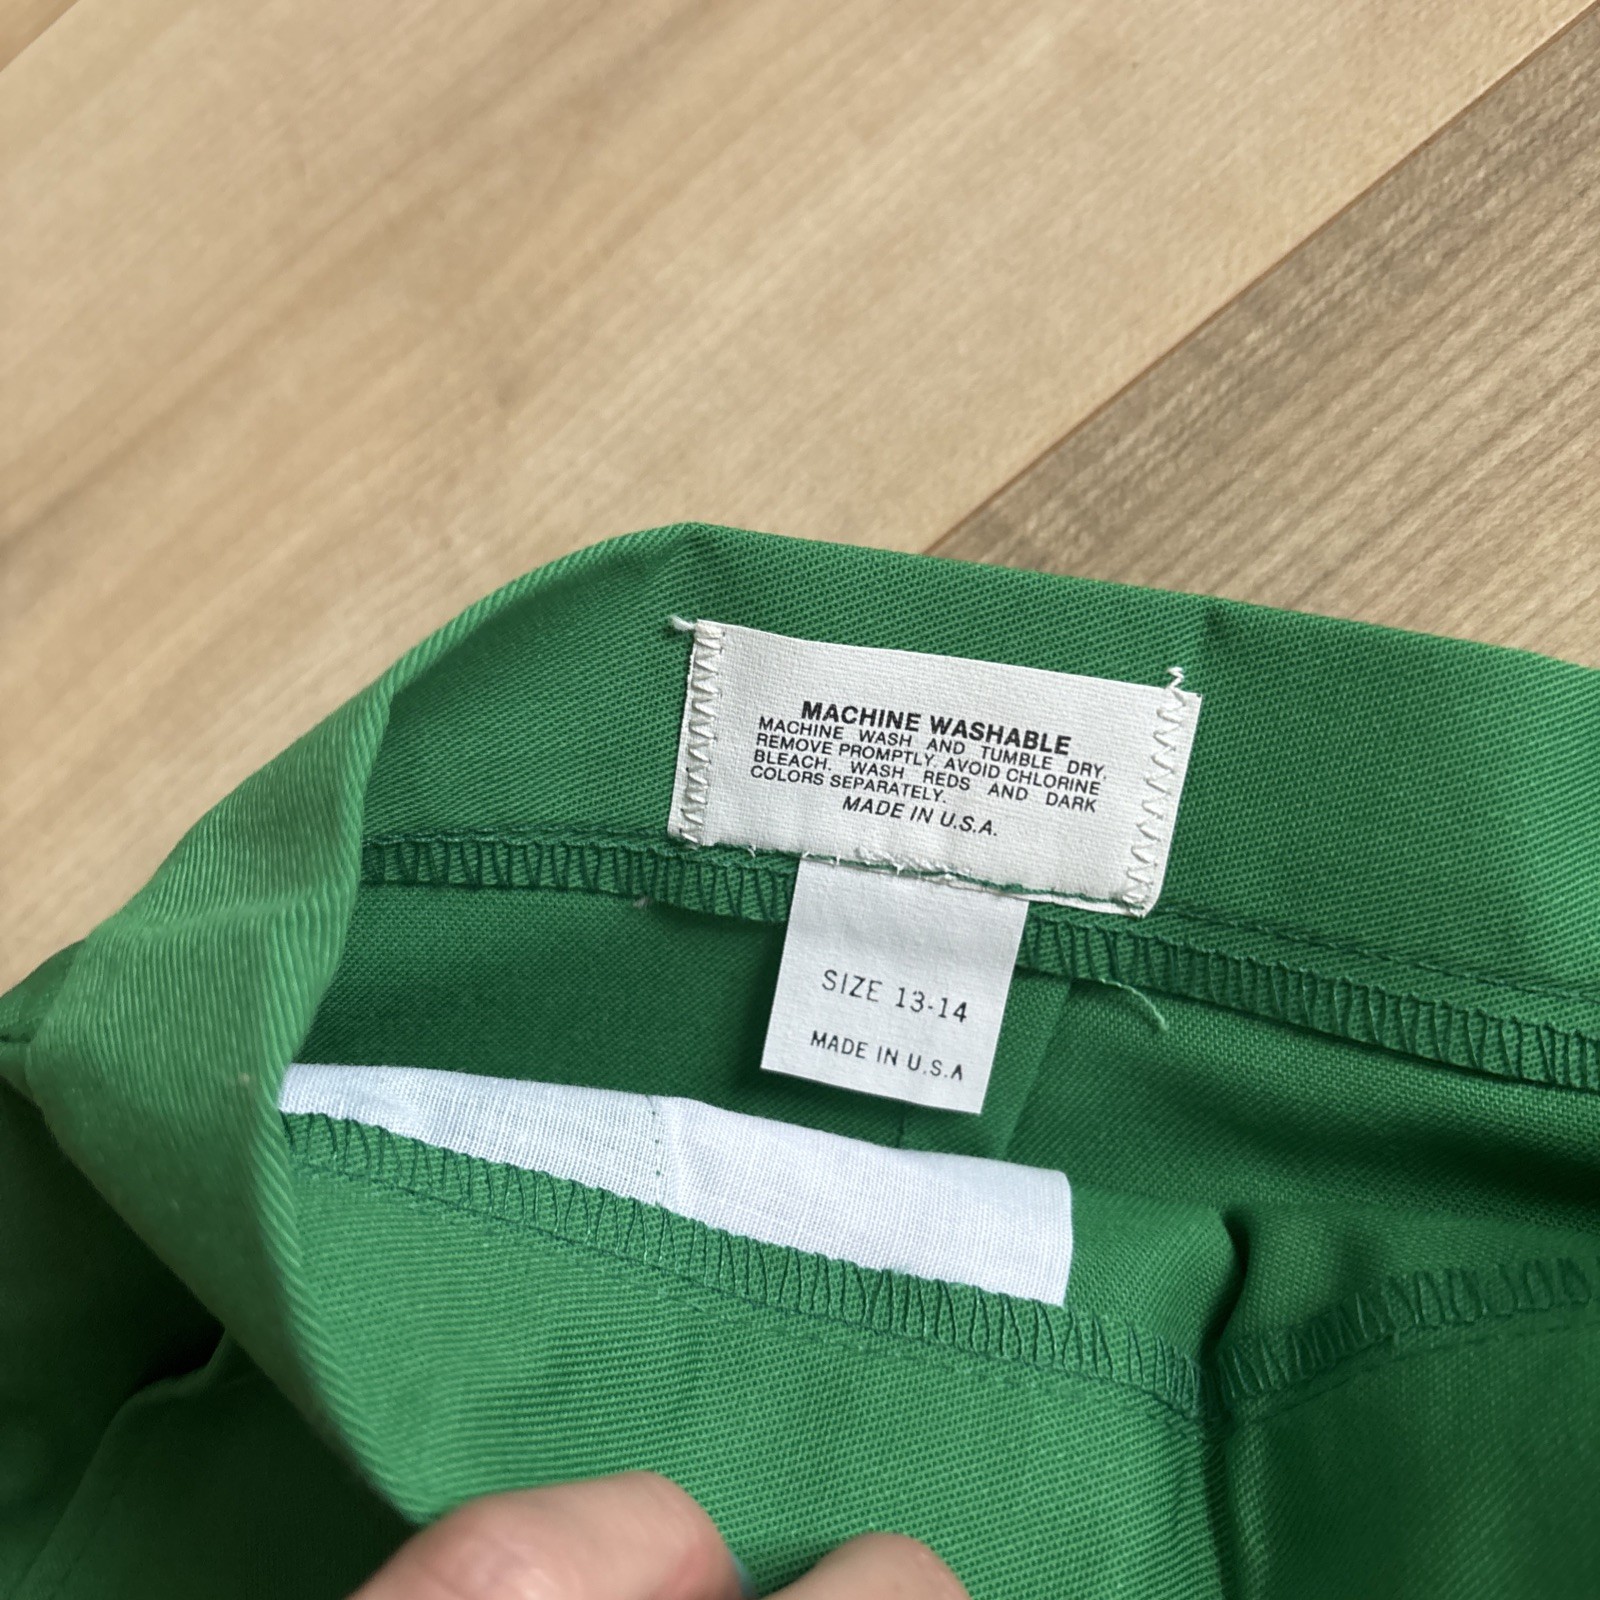 MACHINE WASHABLE
MACHINE WASH AND TUMBLE DRY.
REMOVE PROMPTLY. AVOID CHLORINE
BLEACH. WASH REDS AND DARK
COLORS SEPARATELY.
MADE IN U.S.A.
SIZE 13-14
MADE IN U.S.A